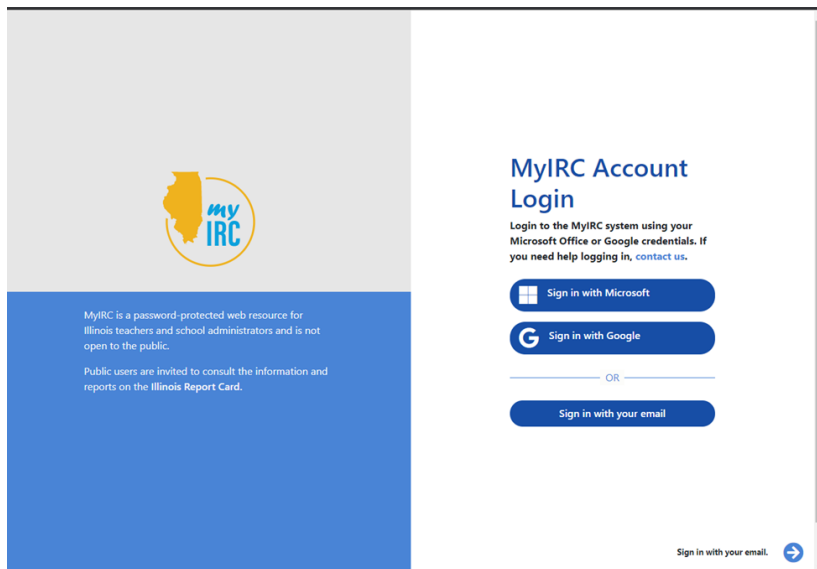 my
IRC
MyIRC is a password-protected web resource for
Illinois teachers and school administrators and is not
open to the public.
Public users are invited to consult the information and
reports on the Illinois Report Card.
MyIRC Account
Login
Login to the MyIRC system using your
Microsoft Office or Google credentials. If
you need help logging in, contact us.
Sign in with Microsoft
G Sign in with Google
OR
Sign in with your email
Sign in with your email.